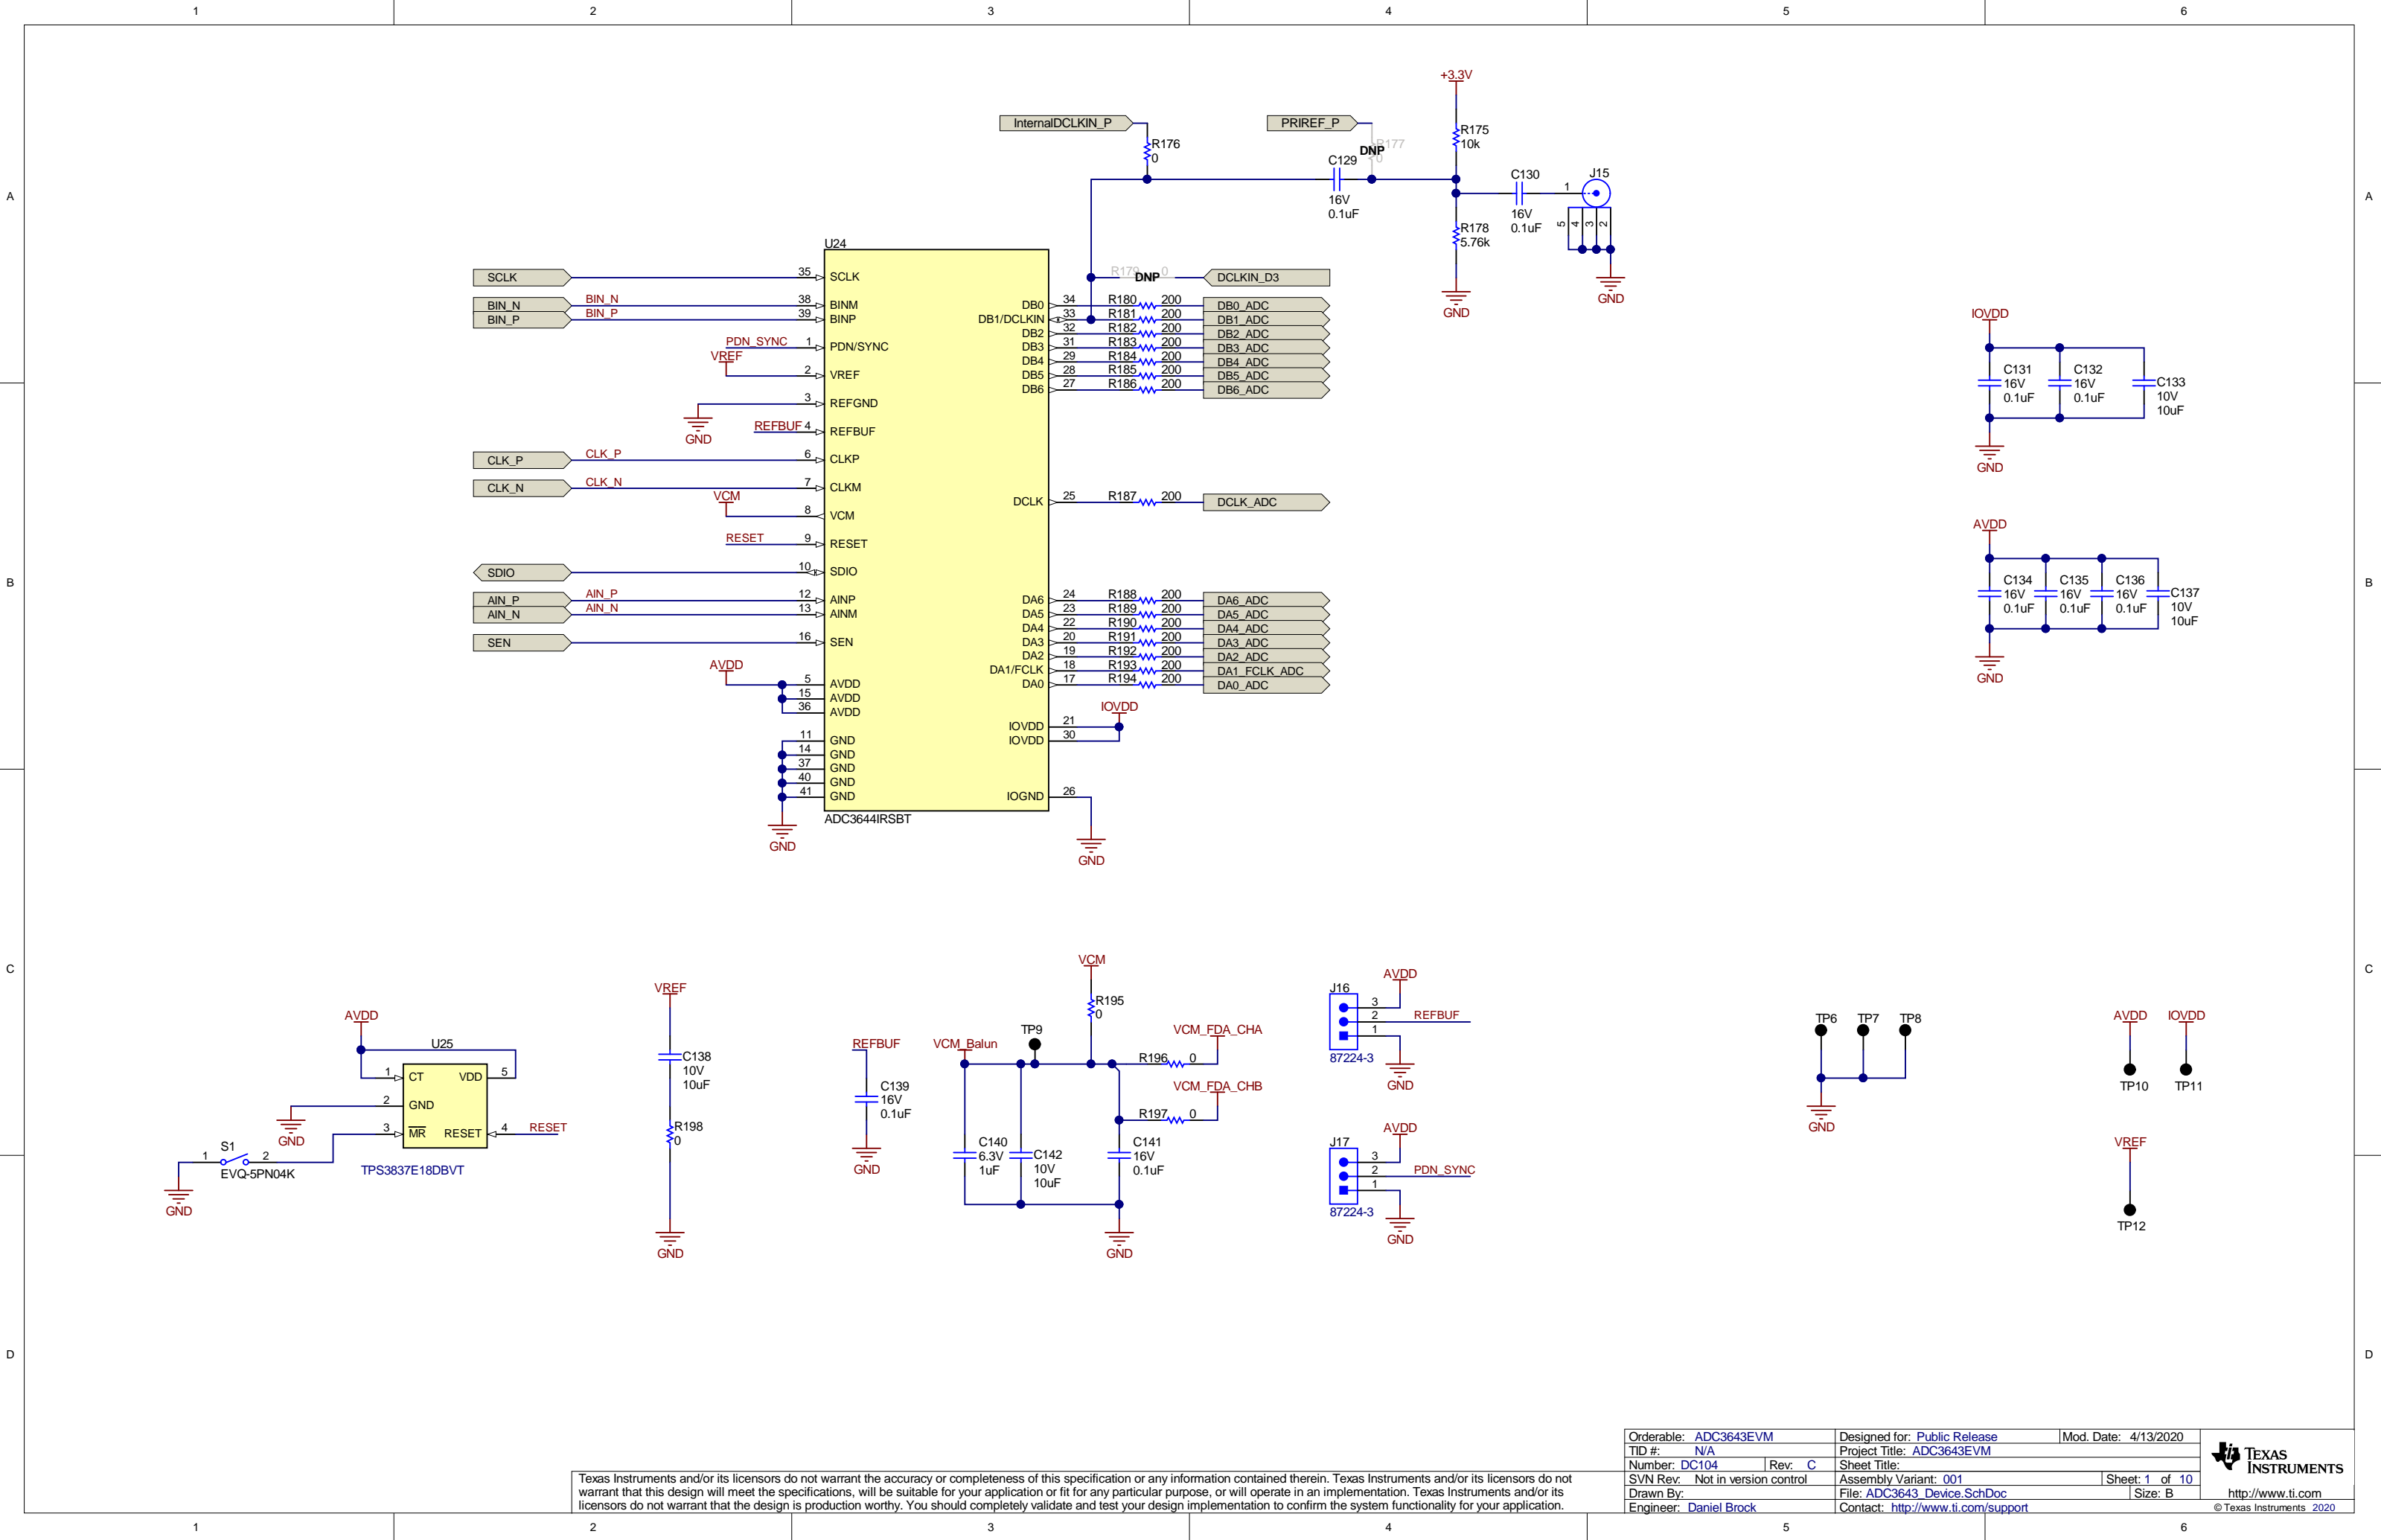 1 2 3 4 5 6
A A
B B
C C
D D
+3.3V
InternalDCLKIN_P
PRIREF_P
R176
0
R177
0
DNP
R175
10k
C129
16V
0.1uF
C130
16V
0.1uF
J15
1
5 4 3 2
R178
5.76k
GND
GND
U24
SCLK 35 SCLK
BIN_N BIN_N 38 BINM
BIN_P BIN_P 39 BINP
PDN_SYNC 1 PDN/SYNC
VREF
2 VREF
3 REFGND
GND
REFBUF 4 REFBUF
CLK_P CLK_P 6 CLKP
CLK_N CLK_N 7 CLKM
VCM
8 VCM
RESET 9 RESET
SDIO 10 SDIO
AIN_P AIN_P 12 AINP
AIN_N AIN_N 13 AINM
SEN 16 SEN
AVDD
5 AVDD
15 AVDD
36 AVDD
11 GND
14 GND
37 GND
40 GND
41 GND
GND
ADC3644IRSBT
R179 DNP 0 DCLKIN_D3
DB0 34 R180 200 DB0_ADC
DB1/DCLKIN 33 R181 200 DB1_ADC
DB2 32 R182 200 DB2_ADC
DB3 31 R183 200 DB3_ADC
DB4 29 R184 200 DB4_ADC
DB5 28 R185 200 DB5_ADC
DB6 27 R186 200 DB6_ADC
DCLK 25 R187 200 DCLK_ADC
DA6 24 R188 200 DA6_ADC
DA5 23 R189 200 DA5_ADC
DA4 22 R190 200 DA4_ADC
DA3 20 R191 200 DA3_ADC
DA2 19 R192 200 DA2_ADC
DA1/FCLK 18 R193 200 DA1_FCLK_ADC
DA0 17 R194 200 DA0_ADC
IOVDD
IOVDD 21
IOVDD 30
IOGND 26
GND
IOVDD
C131 C132 C133
16V 16V 10V
0.1uF 0.1uF 10uF
GND
AVDD
C134 C135 C136 C137
16V 16V 16V 10V
0.1uF 0.1uF 0.1uF 10uF
GND
AVDD
U25
1 CT VDD 5
2 GND
3 MR RESET 4 RESET
GND
S1
1 2
EVQ-5PN04K
TPS3837E18DBVT
GND
VREF
C138
10V
10uF
R198
0
GND
REFBUF
C139
16V
0.1uF
GND
VCM
R195
0
TP9
VCM_Balun
VCM_FDA_CHA
R196 0
VCM_FDA_CHB
R197 0
C140
6.3V
1uF
C142
10V
10uF
C141
16V
0.1uF
GND
AVDD
J16
3
2 REFBUF
1
87224-3
GND
AVDD
J17
3
2 PDN_SYNC
1
87224-3
GND
TP6 TP7 TP8
GND
AVDD IOVDD
TP10 TP11
VREF
TP12
Texas Instruments and/or its licensors do not warrant the accuracy or completeness of this specification or any information contained therein. Texas Instruments and/or its licensors do not
warrant that this design will meet the specifications, will be suitable for your application or fit for any particular purpose, or will operate in an implementation. Texas Instruments and/or its
licensors do not warrant that the design is production worthy. You should completely validate and test your design implementation to confirm the system functionality for your application.
Orderable: ADC3643EVM Designed for: Public Release Mod. Date: 4/13/2020
TID #: N/A Project Title: ADC3643EVM
Number: DC104 Rev: C Sheet Title:
SVN Rev: Not in version control Assembly Variant: 001 Sheet: 1 of 10
Drawn By: File: ADC3643_Device.SchDoc Size: B
Engineer: Daniel Brock Contact: http://www.ti.com/support
TEXAS
INSTRUMENTS
http://www.ti.com
© Texas Instruments 2020
1 2 3 4 5 6